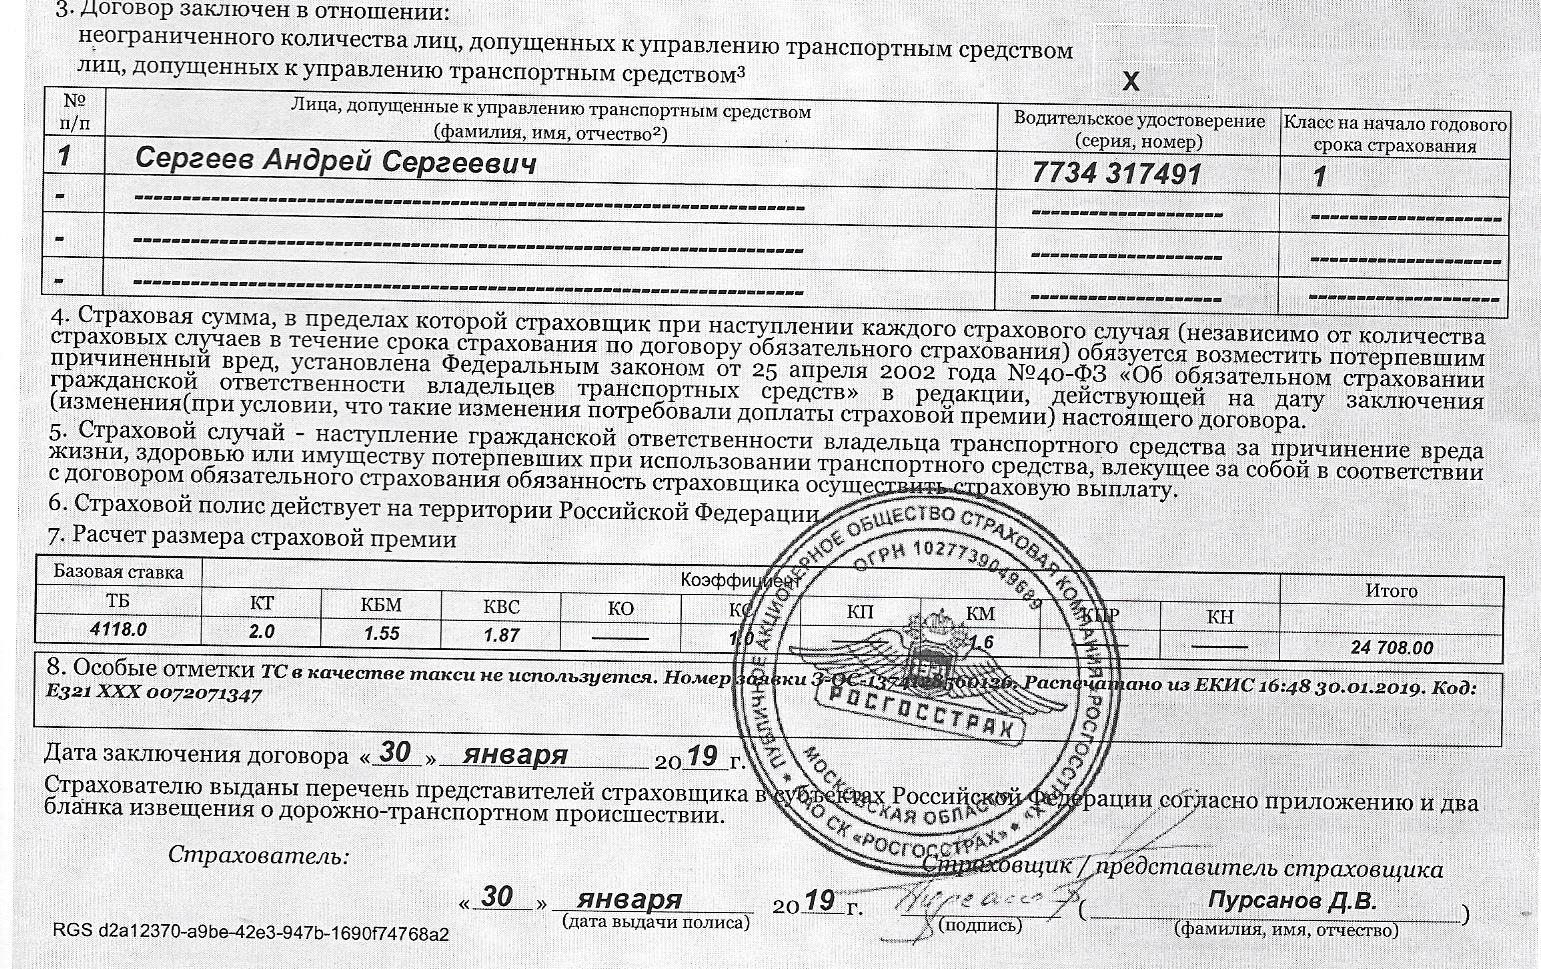 3. Договор заключен в отношении:
неограниченного количества лиц, допущенных к управлению транспортным средством
лиц, допущенных к управлению транспортным средством³
X
№ п/п
Лица, допущенные к управлению транспортным средством
(фамилия, имя, отчество²)
Водительское удостоверение
(серия, номер)
Класс на начало годового
срока страхования
1 Сергеев Андрей Сергеевич 7734 317491 1
-
-
-
4. Страховая сумма, в пределах которой страховщик при наступлении каждого страхового случая (независимо от количества
страховых случаев в течение срока страхования по договору обязательного страхования) обязуется возместить потерпевшим
причиненный вред, установлена Федеральным законом от 25 апреля 2002 года №40-ФЗ «Об обязательном страховании
гражданской ответственности владельцев транспортных средств» в редакции, действующей на дату заключения
(изменения(при условии, что такие изменения потребовали доплаты страховой премии) настоящего договора.
5. Страховой случай - наступление гражданской ответственности владельца транспортного средства за причинение вреда
жизни, здоровью или имуществу потерпевших при использовании транспортного средства, влекущее за собой в соответствии
с договором обязательного страхования обязанность страховщика осуществить страховую выплату.
6. Страховой полис действует на территории Российской Федерации.
7. Расчет размера страховой премии
Базовая ставка Коэффициент Итого
ТБ КТ КБМ КВС КО КС КП КМ КПР КН
4118.0 2.0 1.55 1.87 1.0 1.6 24 708.00
8. Особые отметки ТС в качестве такси не используется. Номер заявки Распечатано из ЕКИС 16:48 30.01.2019. Код:
Е321 ХХХ 0072071347
ПУБЛИЧНОЕ АКЦИОНЕРНОЕ ОБЩЕСТВО СТРАХОВАЯ КОМПАНИЯ «РОСГОССТРАХ» * ПАО СК «РОСГОССТРАХ» *
ОГРН 1027739049689
РОСГОССТРАХ
МОСКОВСКАЯ ОБЛАСТЬ
Дата заключения договора «30» января 2019 г.
Страхователю выданы перечень представителей страховщика в субъектах Российской Федерации согласно приложению и два
бланка извещения о дорожно-транспортном происшествии.
Страхователь: Страховщик / представитель страховщика
«30» января 2019 г. ( Пурсанов Д.В. )
(дата выдачи полиса) (подпись) (фамилия, имя, отчество)
RGS d2a12370-a9be-42e3-947b-1690f74768a2